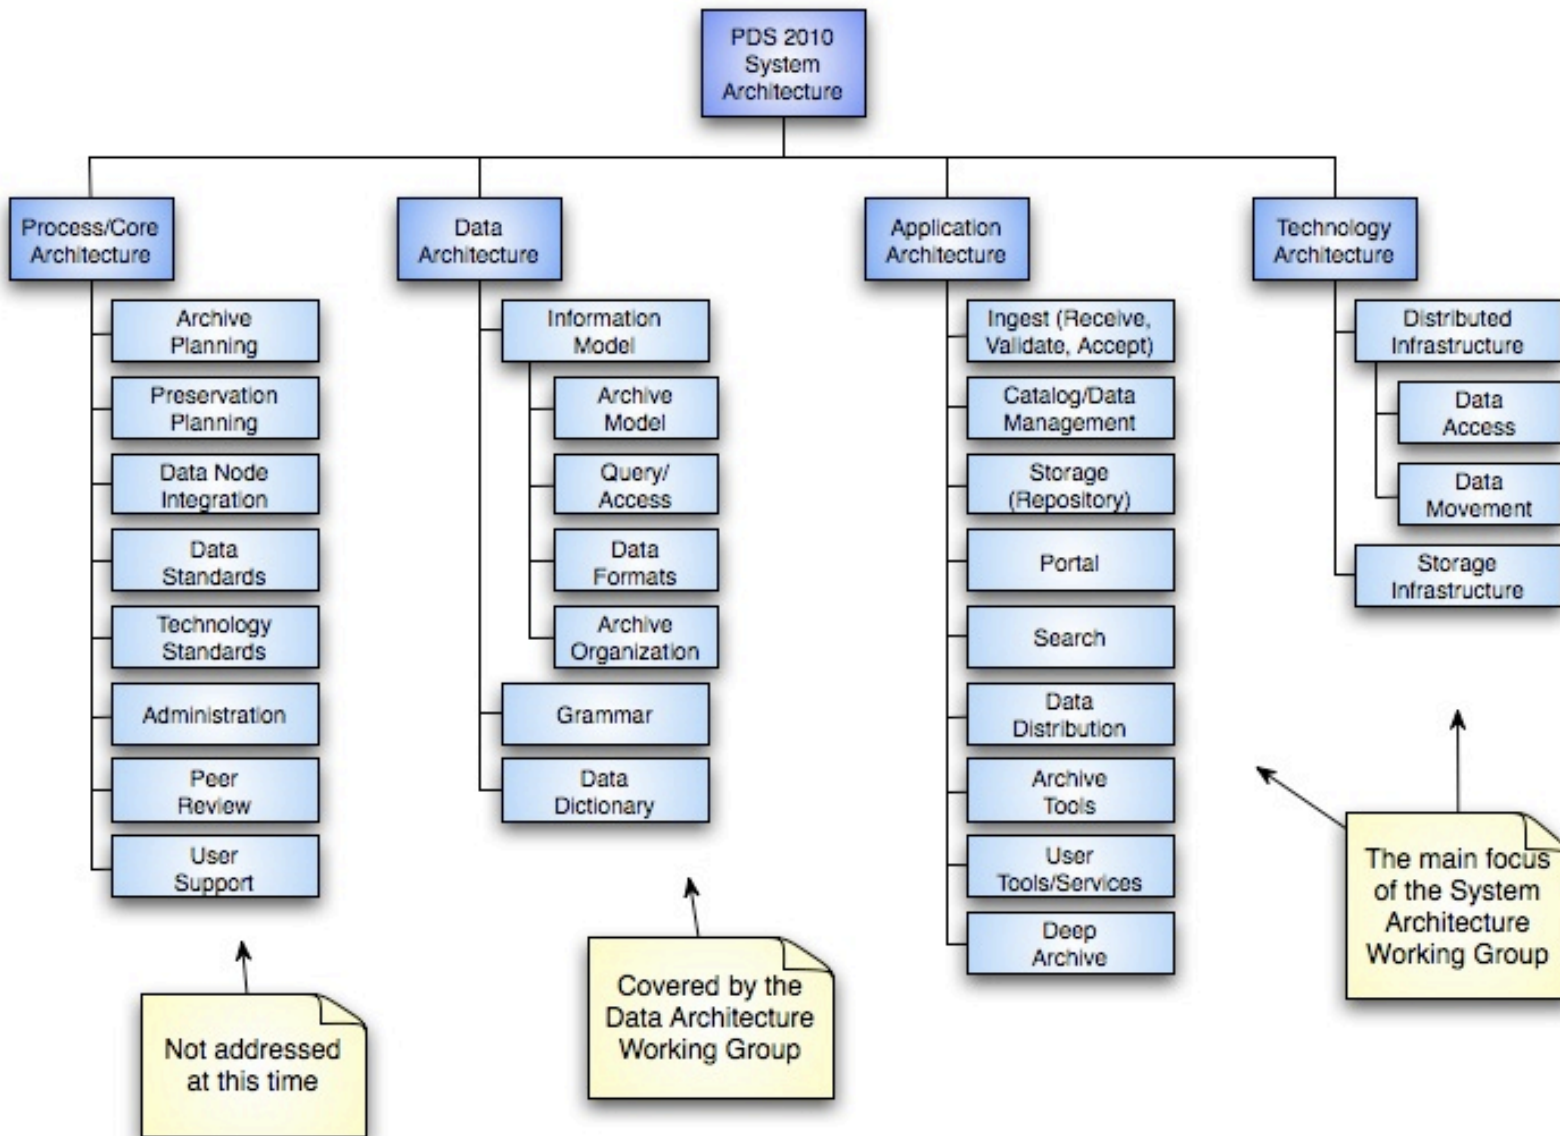 PDS 2010
System
Architecture
Process/Core
Architecture
Archive
Planning
Preservation
Planning
Data Node
Integration
Data
Standards
Technology
Standards
Administration
Peer
Review
User
Support
Not addressed
at this time
Data
Architecture
Information
Model
Archive
Model
Query/
Access
Data
Formats
Archive
Organization
Grammar
Data
Dictionary
Covered by the
Data Architecture
Working Group
Application
Architecture
Ingest (Receive,
Validate, Accept)
Catalog/Data
Management
Storage
(Repository)
Portal
Search
Data
Distribution
Archive
Tools
User
Tools/Services
Deep
Archive
Technology
Architecture
Distributed
Infrastructure
Data
Access
Data
Movement
Storage
Infrastructure
The main focus
of the System
Architecture
Working Group